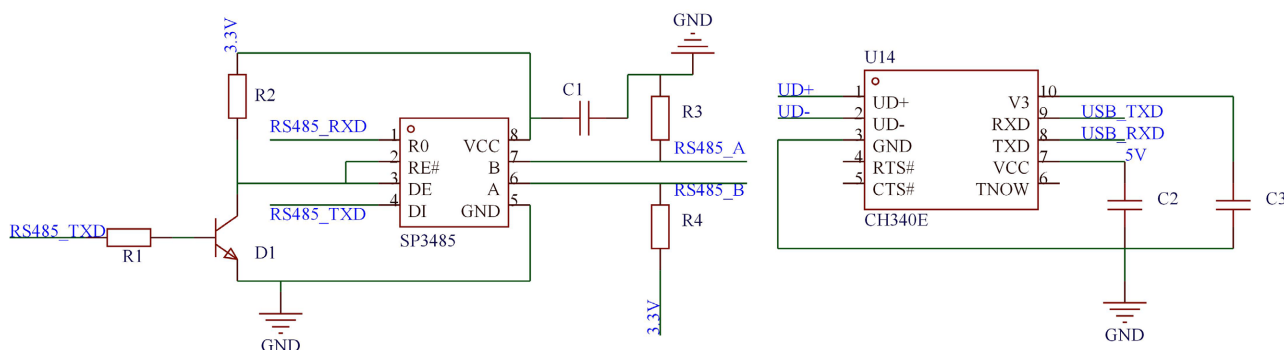 3.3V
R2
RS485_RXD
1
R0
VCC
8
2
RE#
B
7
3
DE
A
6
4
DI
GND
5
RS485_TXD
SP3485
RS485_TXD
R1
D1
GND
C1
GND
R3
RS485_A
RS485_B
R4
3.3V
U14
UD+
1
UD+
V3
10
UD-
2
UD-
RXD
9
USB_TXD
3
GND
TXD
8
USB_RXD
4
RTS#
VCC
7
5V
5
CTS#
TNOW
6
CH340E
C2
C3
GND